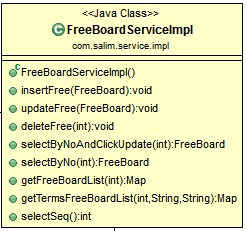 <<Java Class>>
FreeBoardServiceImpl
com.salim.service.impl
FreeBoardServiceImpl()
insertFree(FreeBoard):void
updateFree(FreeBoard):void
deleteFree(int):void
selectByNoAndClickUpdate(int):FreeBoard
selectByNo(int):FreeBoard
getFreeBoardList(int):Map
getTermsFreeBoardList(int,String,String):Map
selectSeq():int